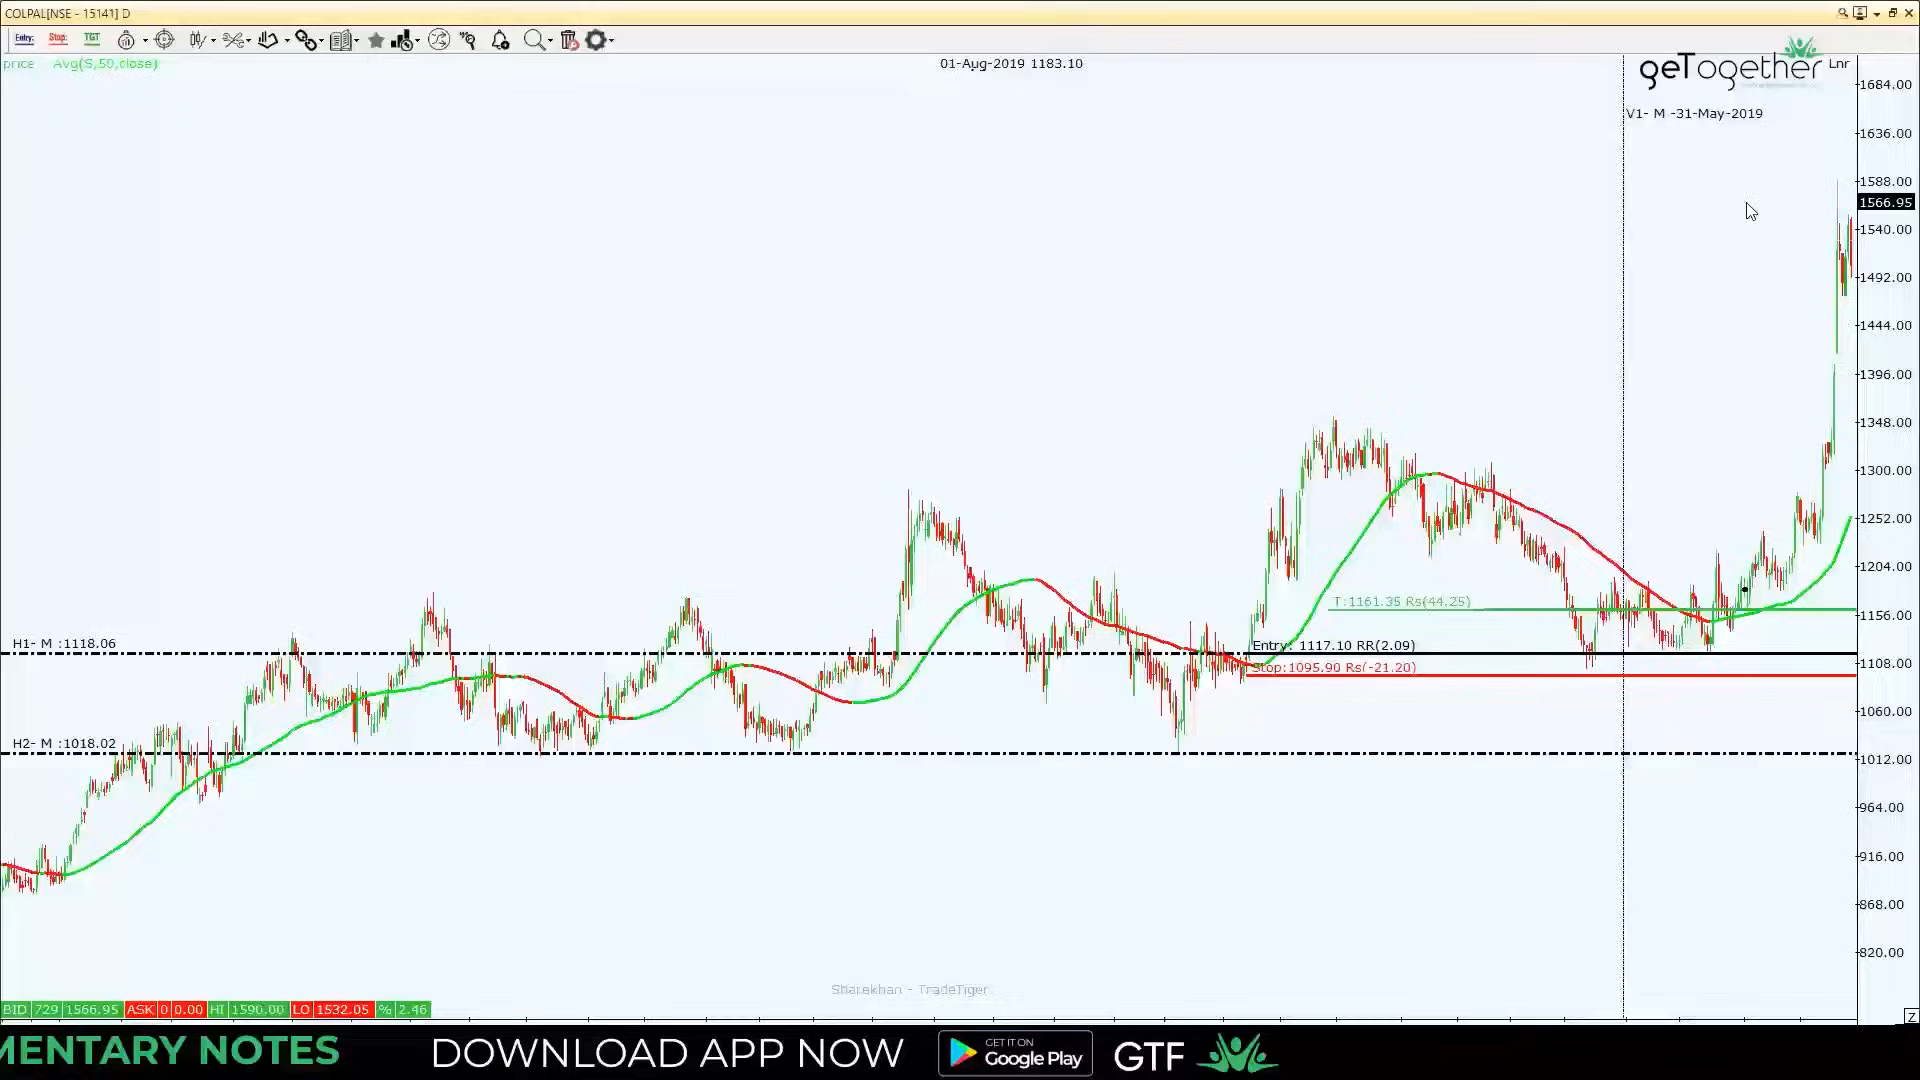 COLPAL[NSE - 15141] D
Entry: Stop: TGT
price Avg(S,50,close)
01-Aug-2019 1183.10
geTogether
Lnr
V1- M -31-May-2019
1684.00
1636.00
1588.00
1566.95
1540.00
1492.00
1444.00
1396.00
1348.00
1300.00
1252.00
1204.00
1156.00
1108.00
1060.00
1012.00
964.00
916.00
868.00
820.00
T:1161.35 Rs(44.25)
H1- M :1118.06
Entry: 1117.10 RR(2.09)
Stop:1095.90 Rs(-21.20)
H2- M :1018.02
Sharekhan - TradeTiger
BID 729 1566.95 ASK 0 0.00 HI 1590.00 LO 1532.05 % 2.46
Z
MENTARY NOTES DOWNLOAD APP NOW GET IT ON Google Play GTF